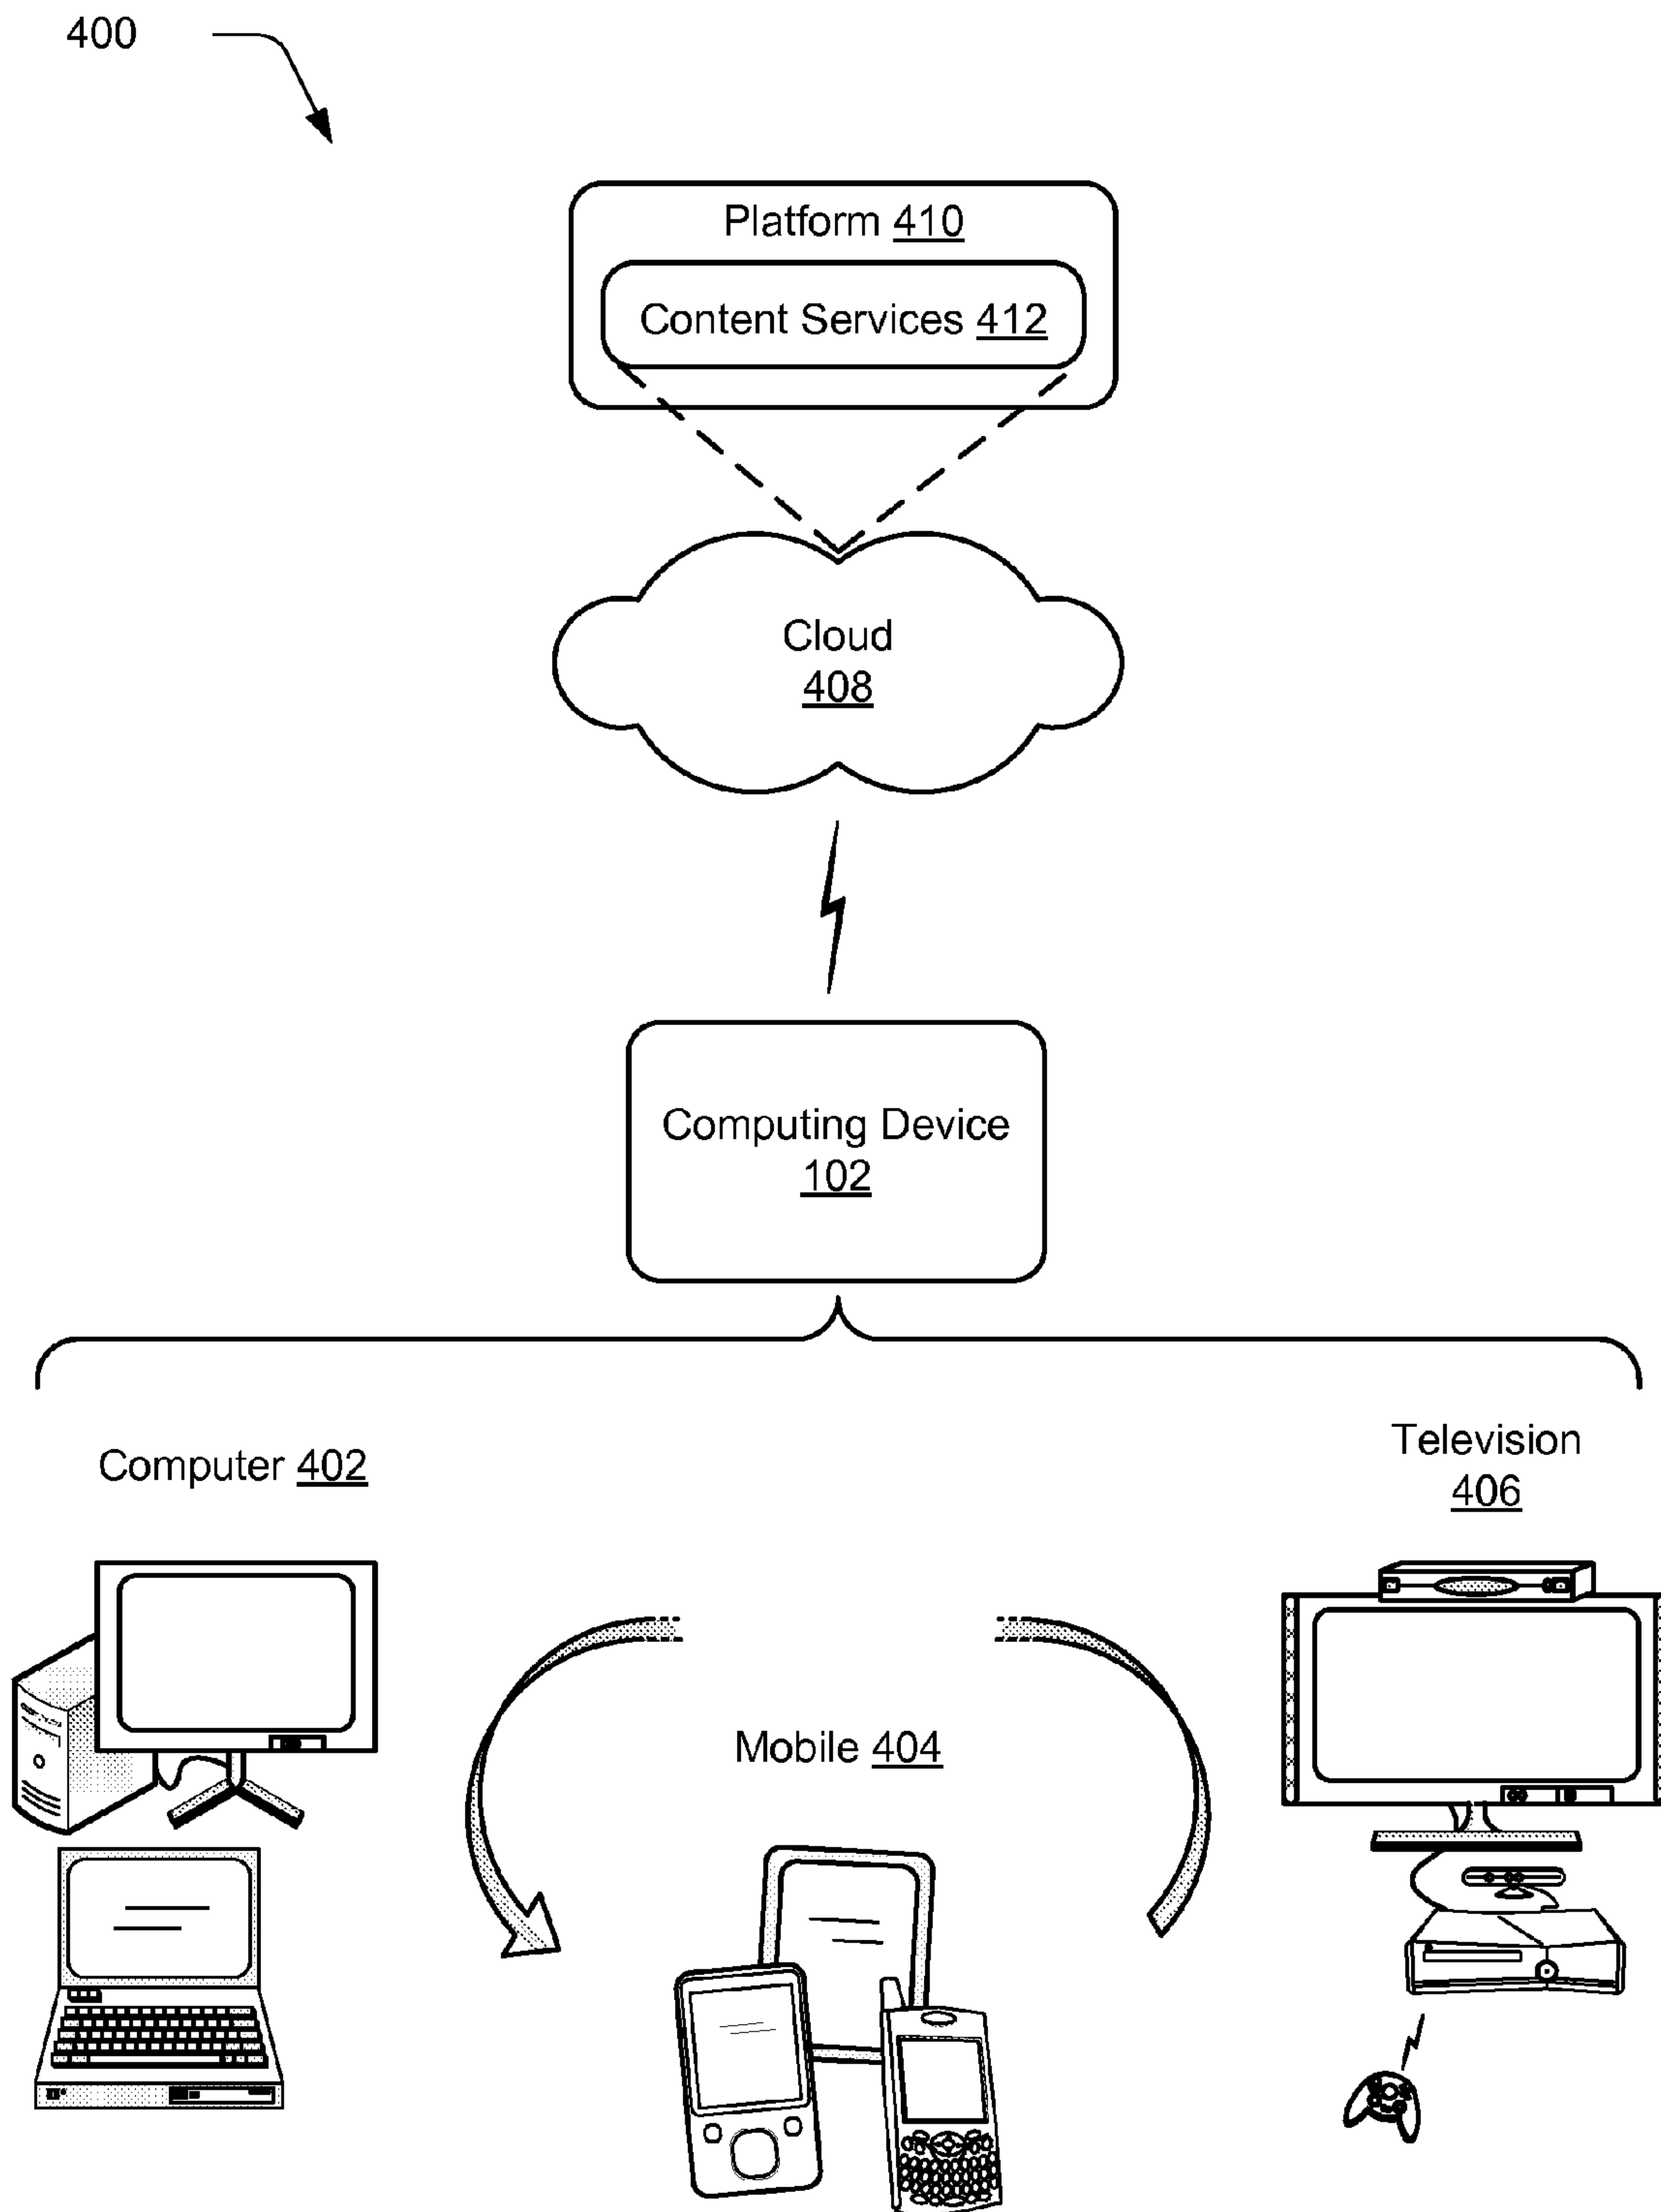 400
Platform 410
Content Services 412
Cloud
408
Computing Device
102
Computer 402
Television
406
Mobile 404